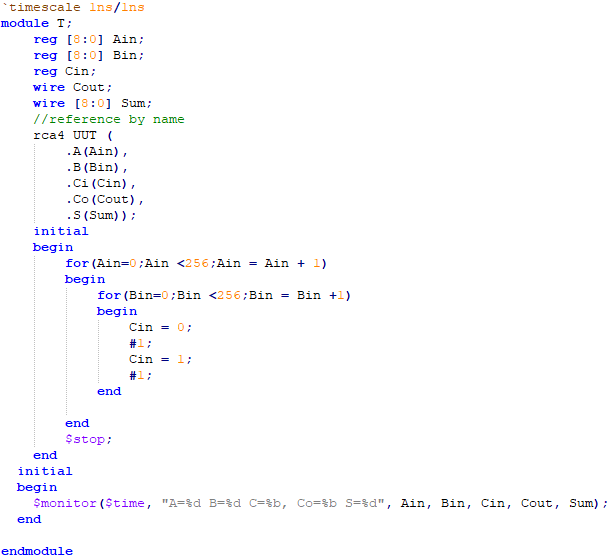 `timescale 1ns/1ns
module T;
    reg [8:0] Ain;
    reg [8:0] Bin;
    reg Cin;
    wire Cout;
    wire [8:0] Sum;
    //reference by name
    rca4 UUT (
        .A(Ain),
        .B(Bin),
        .Ci(Cin),
        .Co(Cout),
        .S(Sum));
    initial
    begin
        for(Ain=0;Ain <256;Ain = Ain + 1)
        begin
            for(Bin=0;Bin <256;Bin = Bin +1)
            begin
                Cin = 0;
                #1;
                Cin = 1;
                #1;
            end

        end
        $stop;
    end
  initial
  begin
    $monitor($time, "A=%d B=%d C=%b, Co=%b S=%d", Ain, Bin, Cin, Cout, Sum);
  end

endmodule